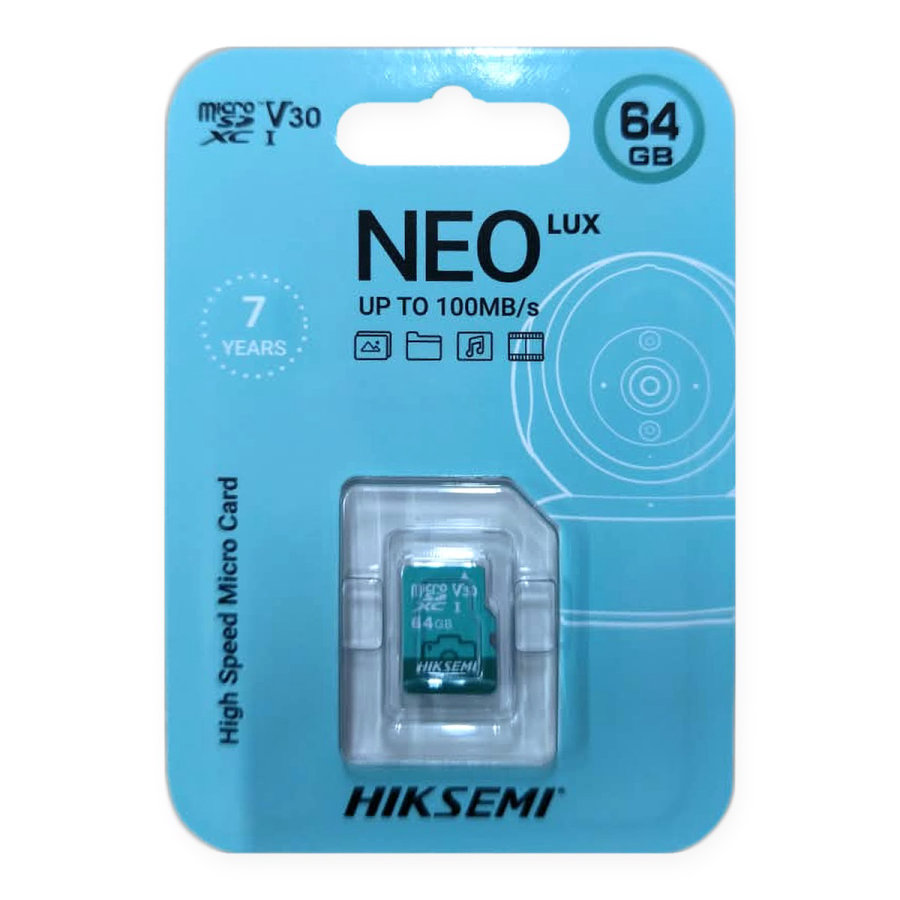 micro SD XC I V30
64
GB
NEO LUX
UP TO 100MB/s
7
YEARS
High Speed Micro Card
micro SD XC I V30
64GB
HIKSEMI
HIKSEMI